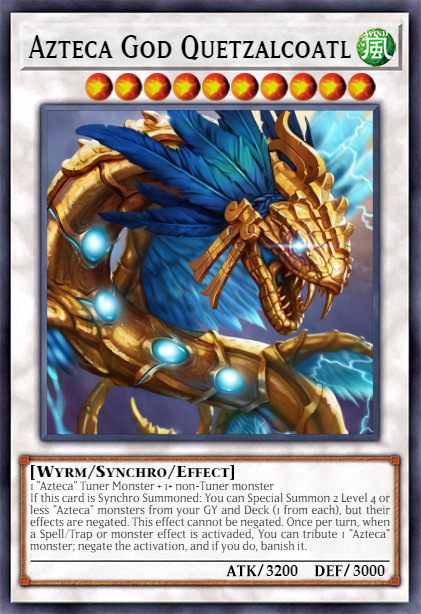 Azteca God Quetzalcoatl
WIND
風
[Wyrm/Synchro/Effect]
1 "Azteca" Tuner Monster + 1+ non-Tuner monster
If this card is Synchro Summoned: You can Special Summon 2 Level 4 or
less "Azteca" monsters from your GY and Deck (1 from each), but their
effects are negated. This effect cannot be negated. Once per turn, when
a Spell/Trap or monster effect is activaded, You can tribute 1 "Azteca"
monster; negate the activation, and if you do, banish it.
ATK/3200 DEF/3000